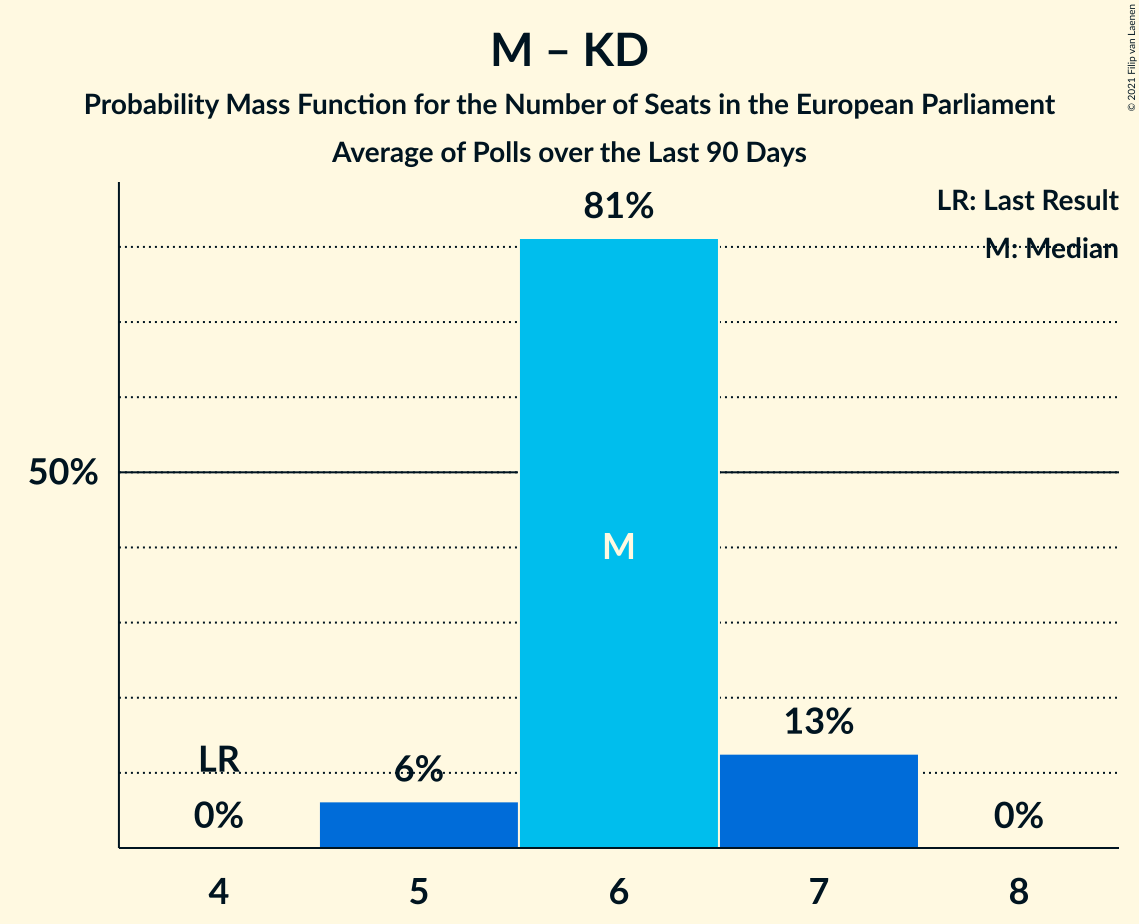 M – KD
Probability Mass Function for the Number of Seats in the European Parliament
Average of Polls over the Last 90 Days
© 2021 Filip van Laenen
LR: Last Result
M: Median
81%
50%
M
13%
LR
6%
0%
0%
4 5 6 7 8